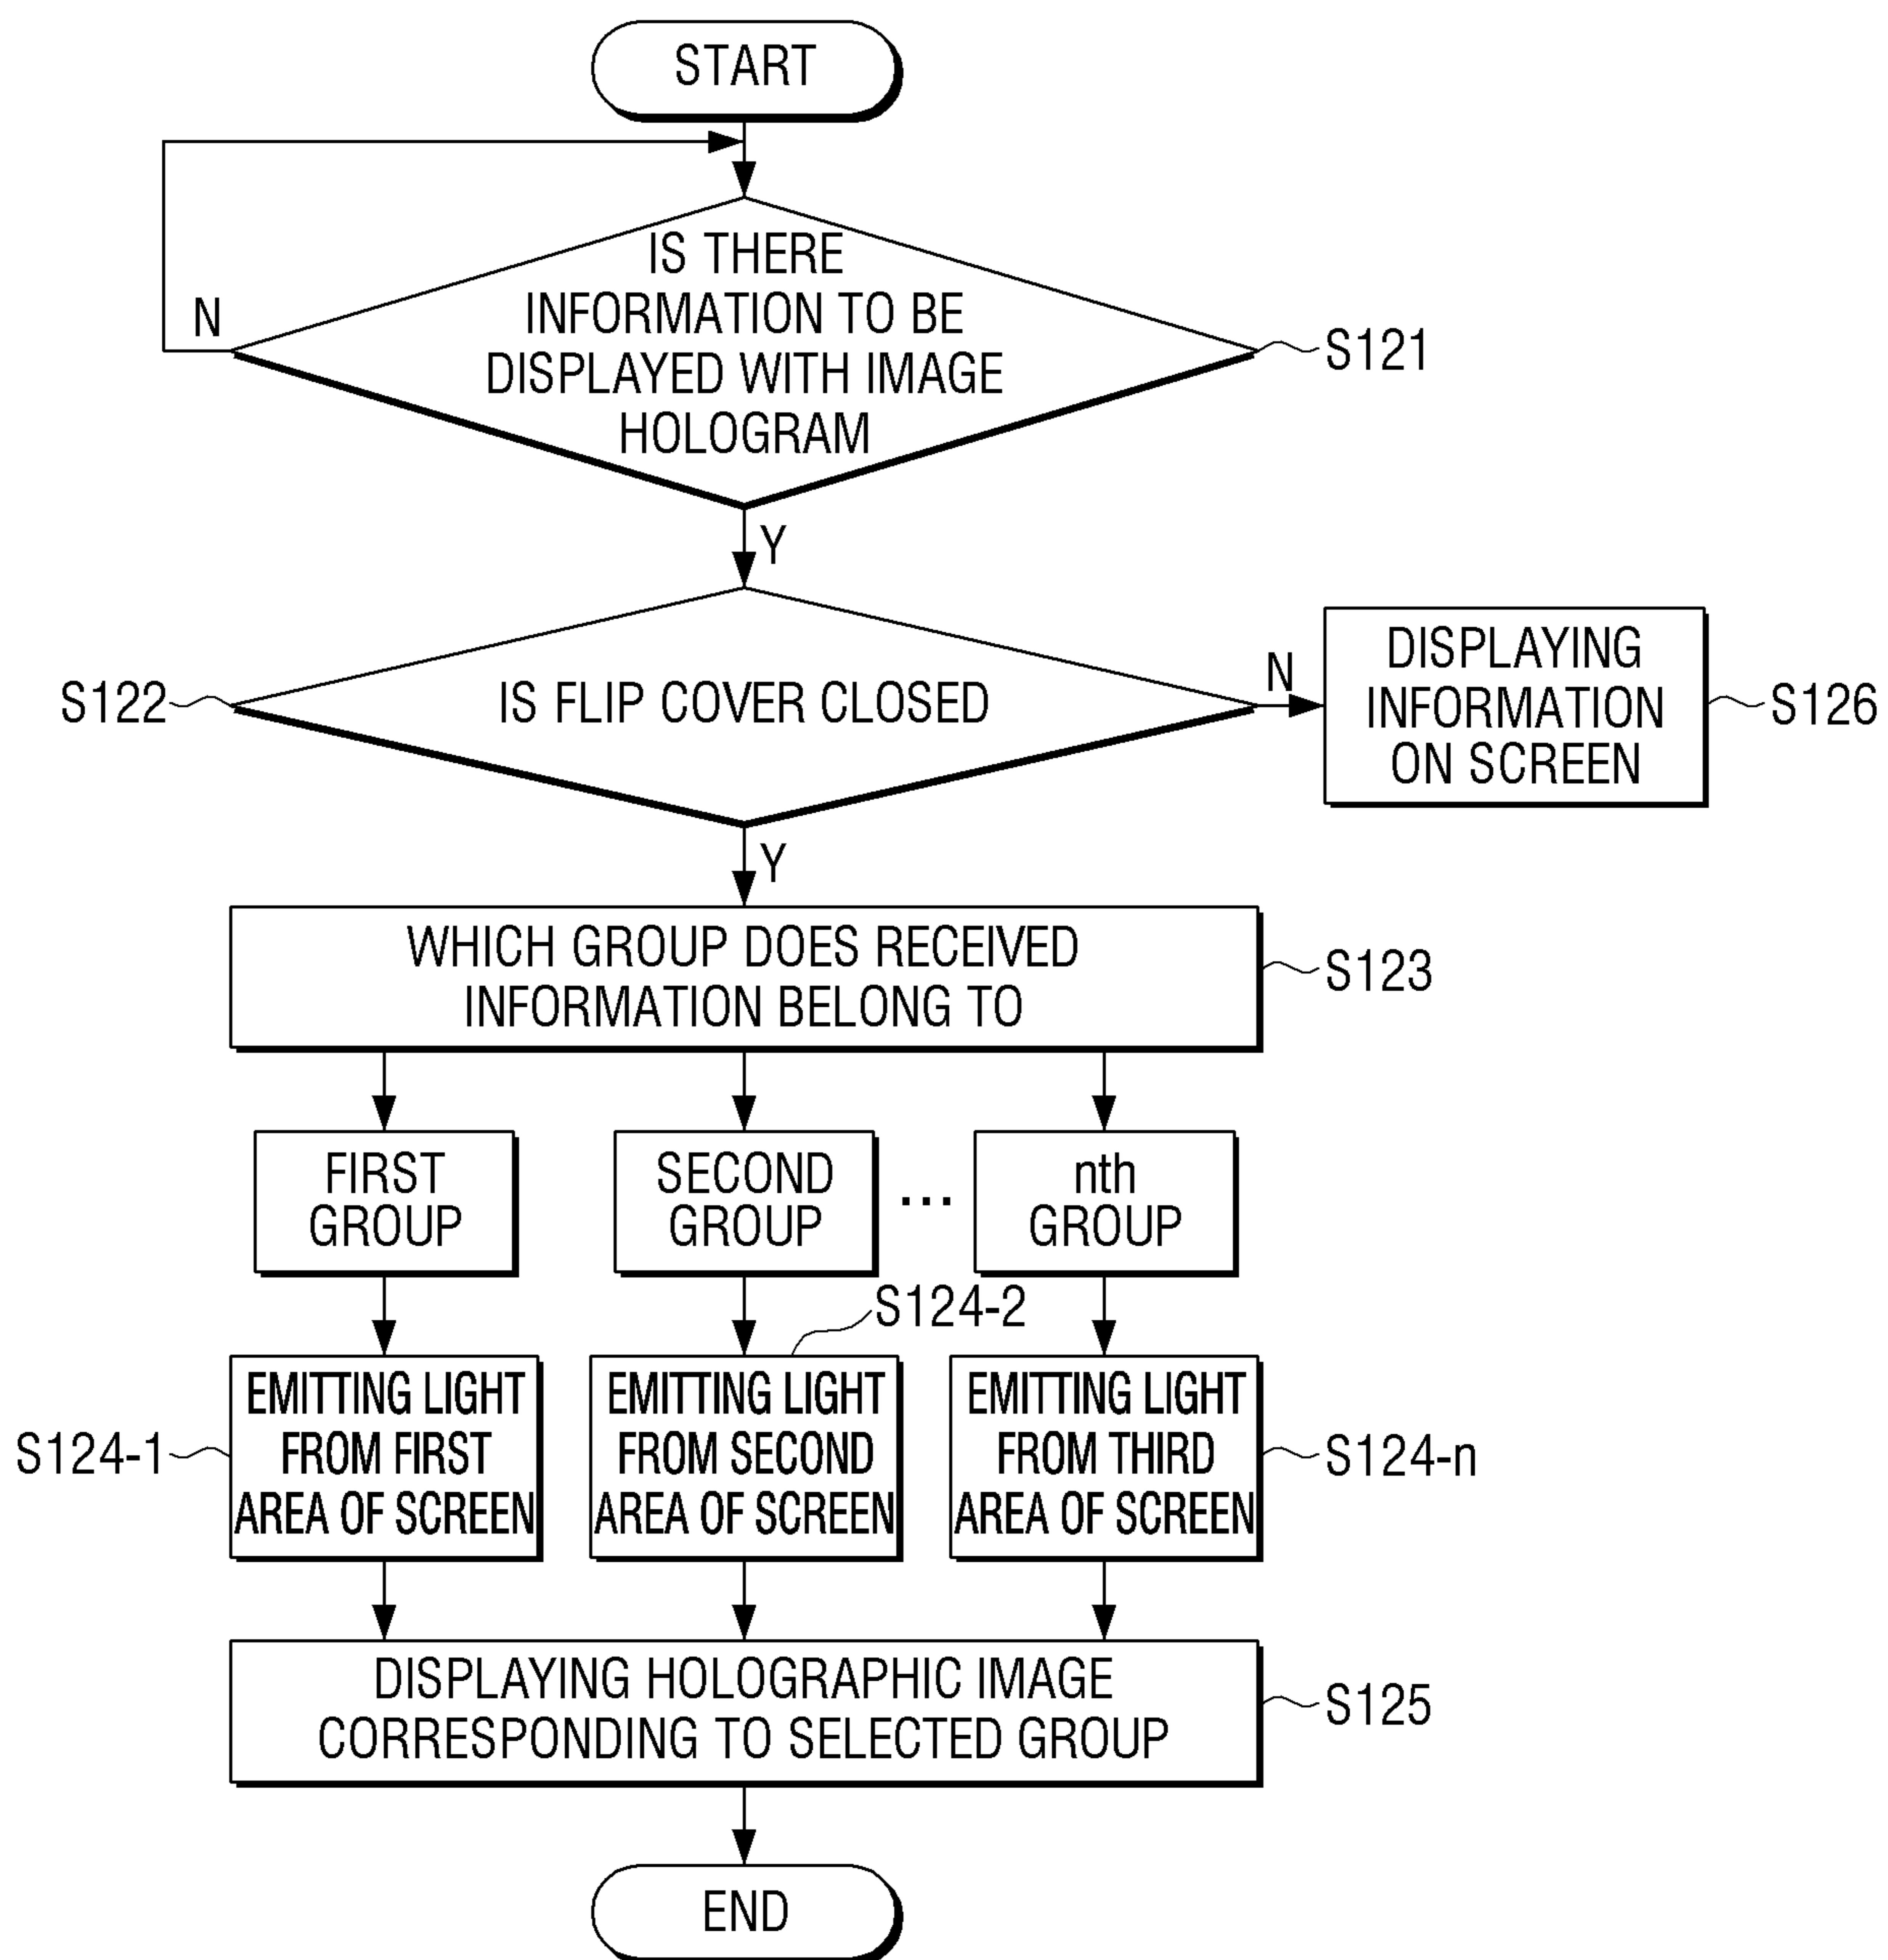 START
IS THERE
INFORMATION TO BE
DISPLAYED WITH IMAGE
HOLOGRAM
N
S121
Y
S122
IS FLIP COVER CLOSED
N
DISPLAYING
INFORMATION
ON SCREEN
S126
Y
WHICH GROUP DOES RECEIVED
INFORMATION BELONG TO
S123
FIRST
GROUP
SECOND
GROUP
...
nth
GROUP
S124-1
EMITTING LIGHT
FROM FIRST
AREA OF SCREEN
S124-2
EMITTING LIGHT
FROM SECOND
AREA OF SCREEN
EMITTING LIGHT
FROM THIRD
AREA OF SCREEN
S124-n
DISPLAYING HOLOGRAPHIC IMAGE
CORRESPONDING TO SELECTED GROUP
S125
END